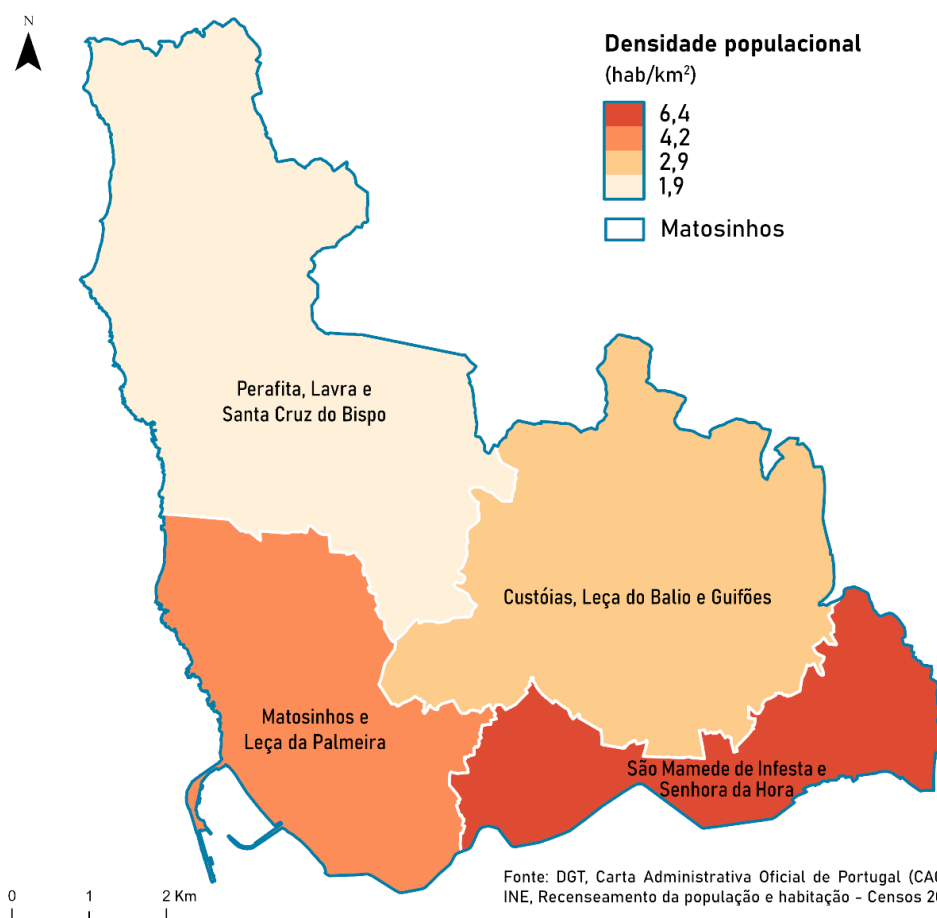 N
Densidade populacional
(hab/km²)
6,4
4,2
2,9
1,9
Matosinhos
Perafita, Lavra e
Santa Cruz do Bispo
Custóias, Leça do Balio e Guifões
Matosinhos e
Leça da Palmeira
São Mamede de Infesta e
Senhora da Hora
Fonte: DGT, Carta Administrativa Oficial de Portugal
INE, Recenseamento da população e habitação - Censos
0 1 2 Km